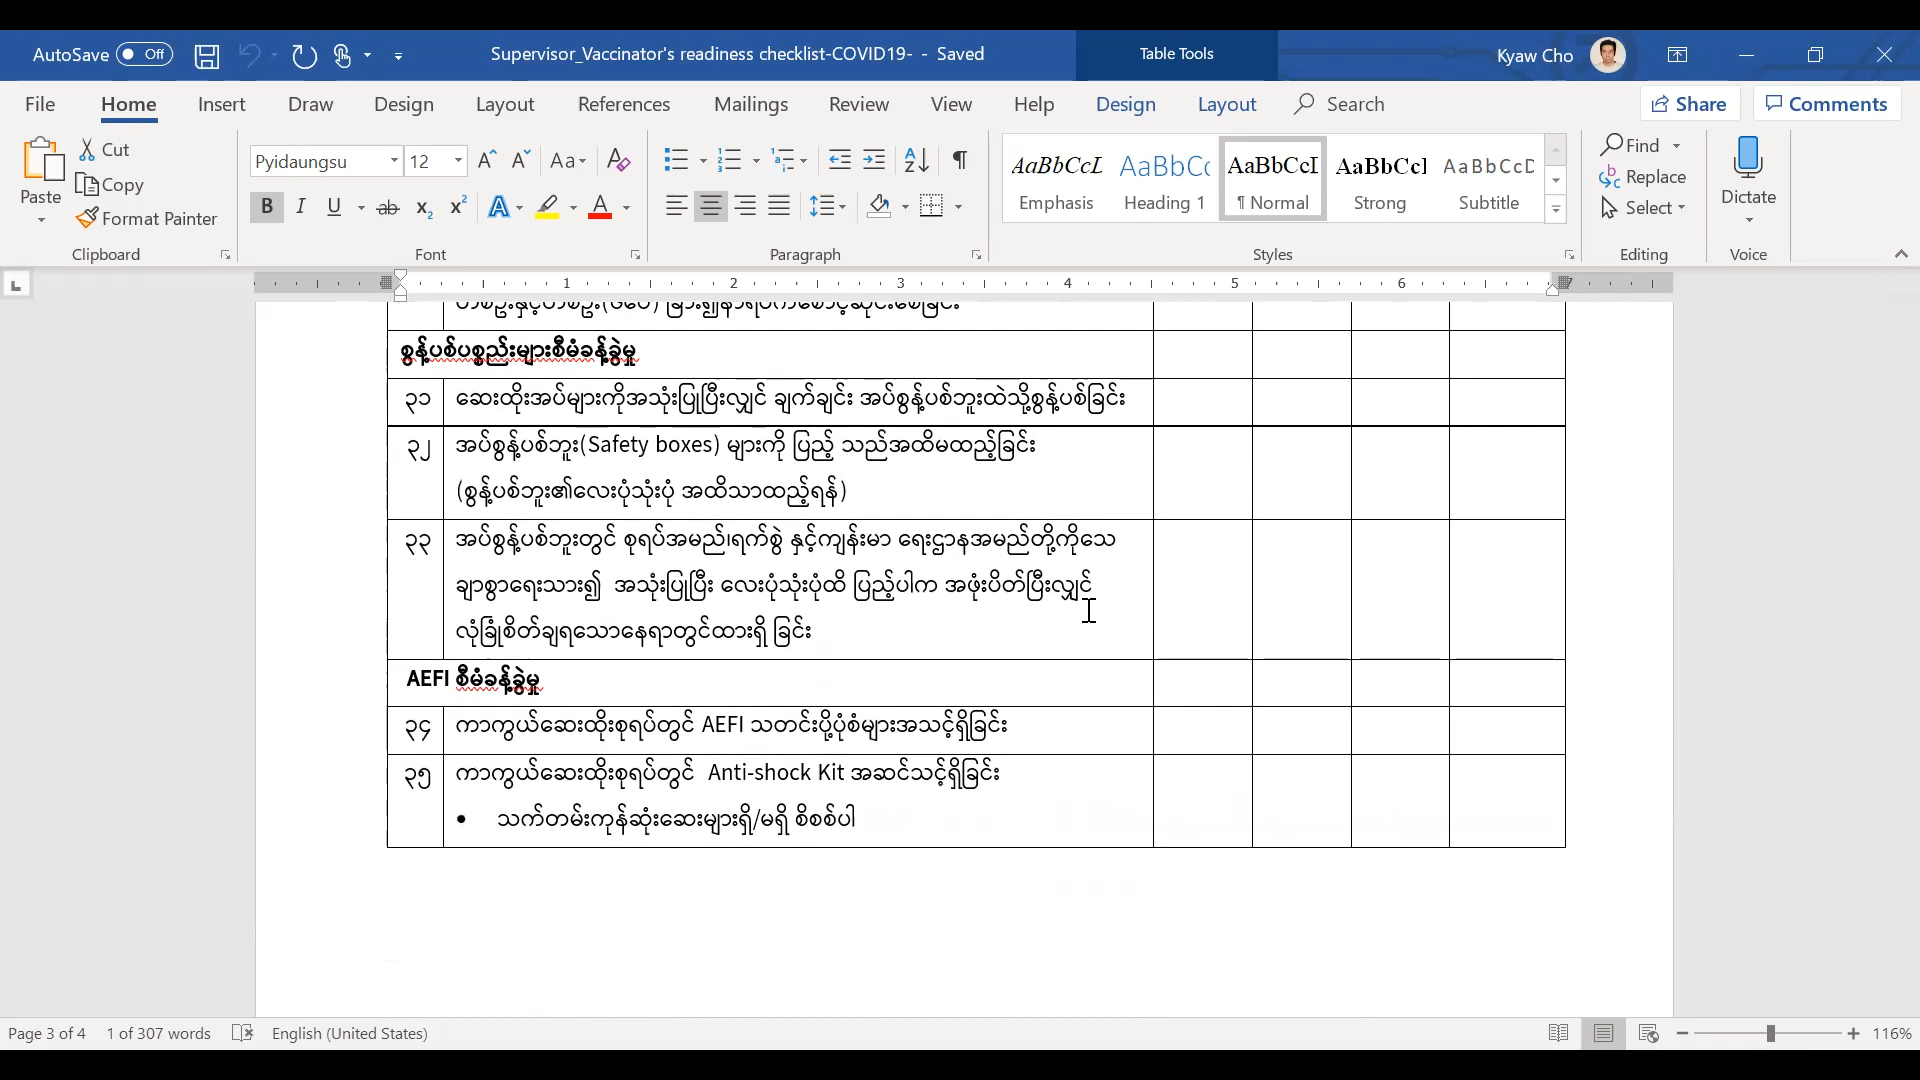 AutoSave Off Supervisor_Vaccinator's readiness checklist-COVID19- - Saved Table Tools Kyaw Cho
File Home Insert Draw Design Layout References Mailings Review View Help Design Layout Search Share Comments
Paste Cut Copy Format Painter Clipboard
Pyidaungsu 12 Font
Paragraph
AaBbCcL AaBbCc AaBbCcI AaBbCcl AaBbCcD
Emphasis Heading 1 ¶ Normal Strong Subtitle
Styles
Find Replace Select Editing
Dictate Voice
1 2 3 4 5 6 7
စွန့်ပစ်ပစ္စည်းများစီမံခန့်ခွဲမှု
၃၁ ဆေးထိုးအပ်များကိုအသုံးပြုပြီးလျှင် ချက်ချင်း အပ်စွန့်ပစ်ဘူးထဲသို့စွန့်ပစ်ခြင်း
၃၂ အပ်စွန့်ပစ်ဘူး(Safety boxes) များကို ပြည့် သည်အထိမထည့်ခြင်း
(စွန့်ပစ်ဘူး၏လေးပုံသုံးပုံ အထိသာထည့်ရန်)
၃၃ အပ်စွန့်ပစ်ဘူးတွင် စုရပ်အမည်၊ရက်စွဲ နှင့်ကျန်းမာ ရေးဌာနအမည်တို့ကိုသေ
ချာစွာရေးသား၍ အသုံးပြုပြီး လေးပုံသုံးပုံထိ ပြည့်ပါက အဖုံးပိတ်ပြီးလျှင်
လုံခြုံစိတ်ချရသောနေရာတွင်ထားရှိ ခြင်း
AEFI စီမံခန့်ခွဲမှု
၃၄ ကာကွယ်ဆေးထိုးစုရပ်တွင် AEFI သတင်းပို့ပုံစံများအသင့်ရှိခြင်း
၃၅ ကာကွယ်ဆေးထိုးစုရပ်တွင် Anti-shock Kit အဆင်သင့်ရှိခြင်း
• သက်တမ်းကုန်ဆုံးဆေးများရှိ/မရှိ စိစစ်ပါ
Page 3 of 4 1 of 307 words English (United States) 116%